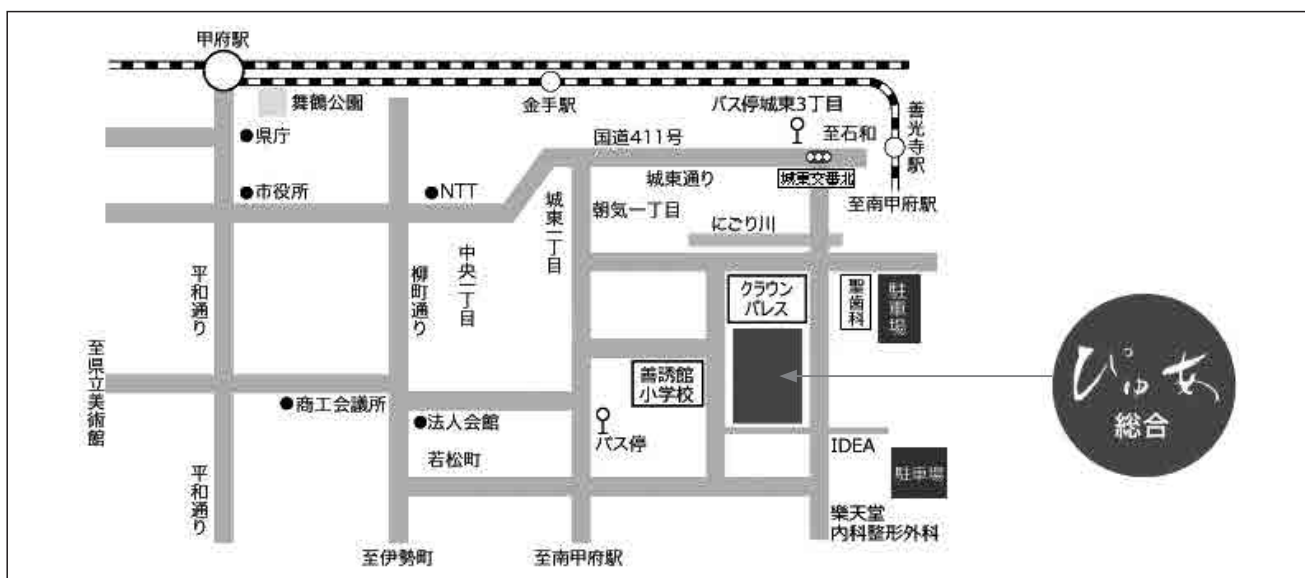 甲府駅
舞鶴公園
金手駅
バス停城東3丁目
善光寺駅
●県庁
国道411号
至石和
●市役所
●NTT
城東通り
城東交番北
城東一丁目
朝気一丁目
至南甲府駅
にごり川
中央一丁目
平和通り
柳町通り
クラウン
パレス
聖歯科
駐車場
至県立美術館
善誘館
小学校
ぴゅあ
総合
●商工会議所
●法人会館
バス停
IDEA
若松町
駐車場
平和通り
樂天堂
内科整形外科
至伊勢町
至南甲府駅